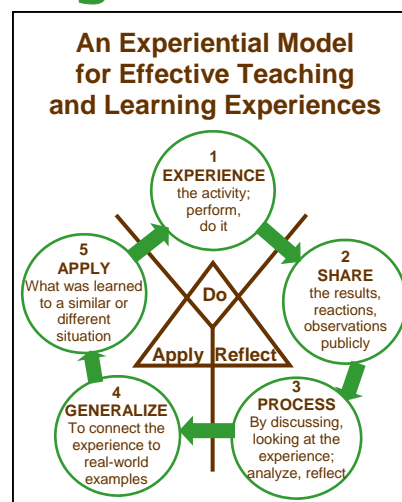 An Experiential Model
for Effective Teaching
and Learning Experiences
1
EXPERIENCE
the activity;
perform,
do it
2
SHARE
the results,
reactions,
observations
publicly
3
PROCESS
By discussing,
looking at the
experience;
analyze, reflect
4
GENERALIZE
To connect the
experience to
real-world
examples
5
APPLY
What was learned
to a similar or
different
situation
Do
Apply Reflect